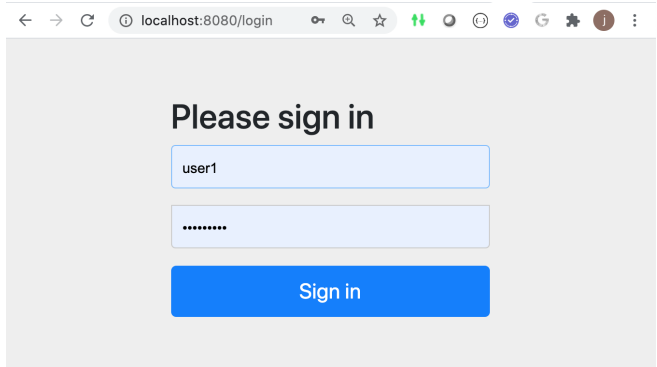 localhost:8080/login
j
Please sign in
user1
•••••••••
Sign in